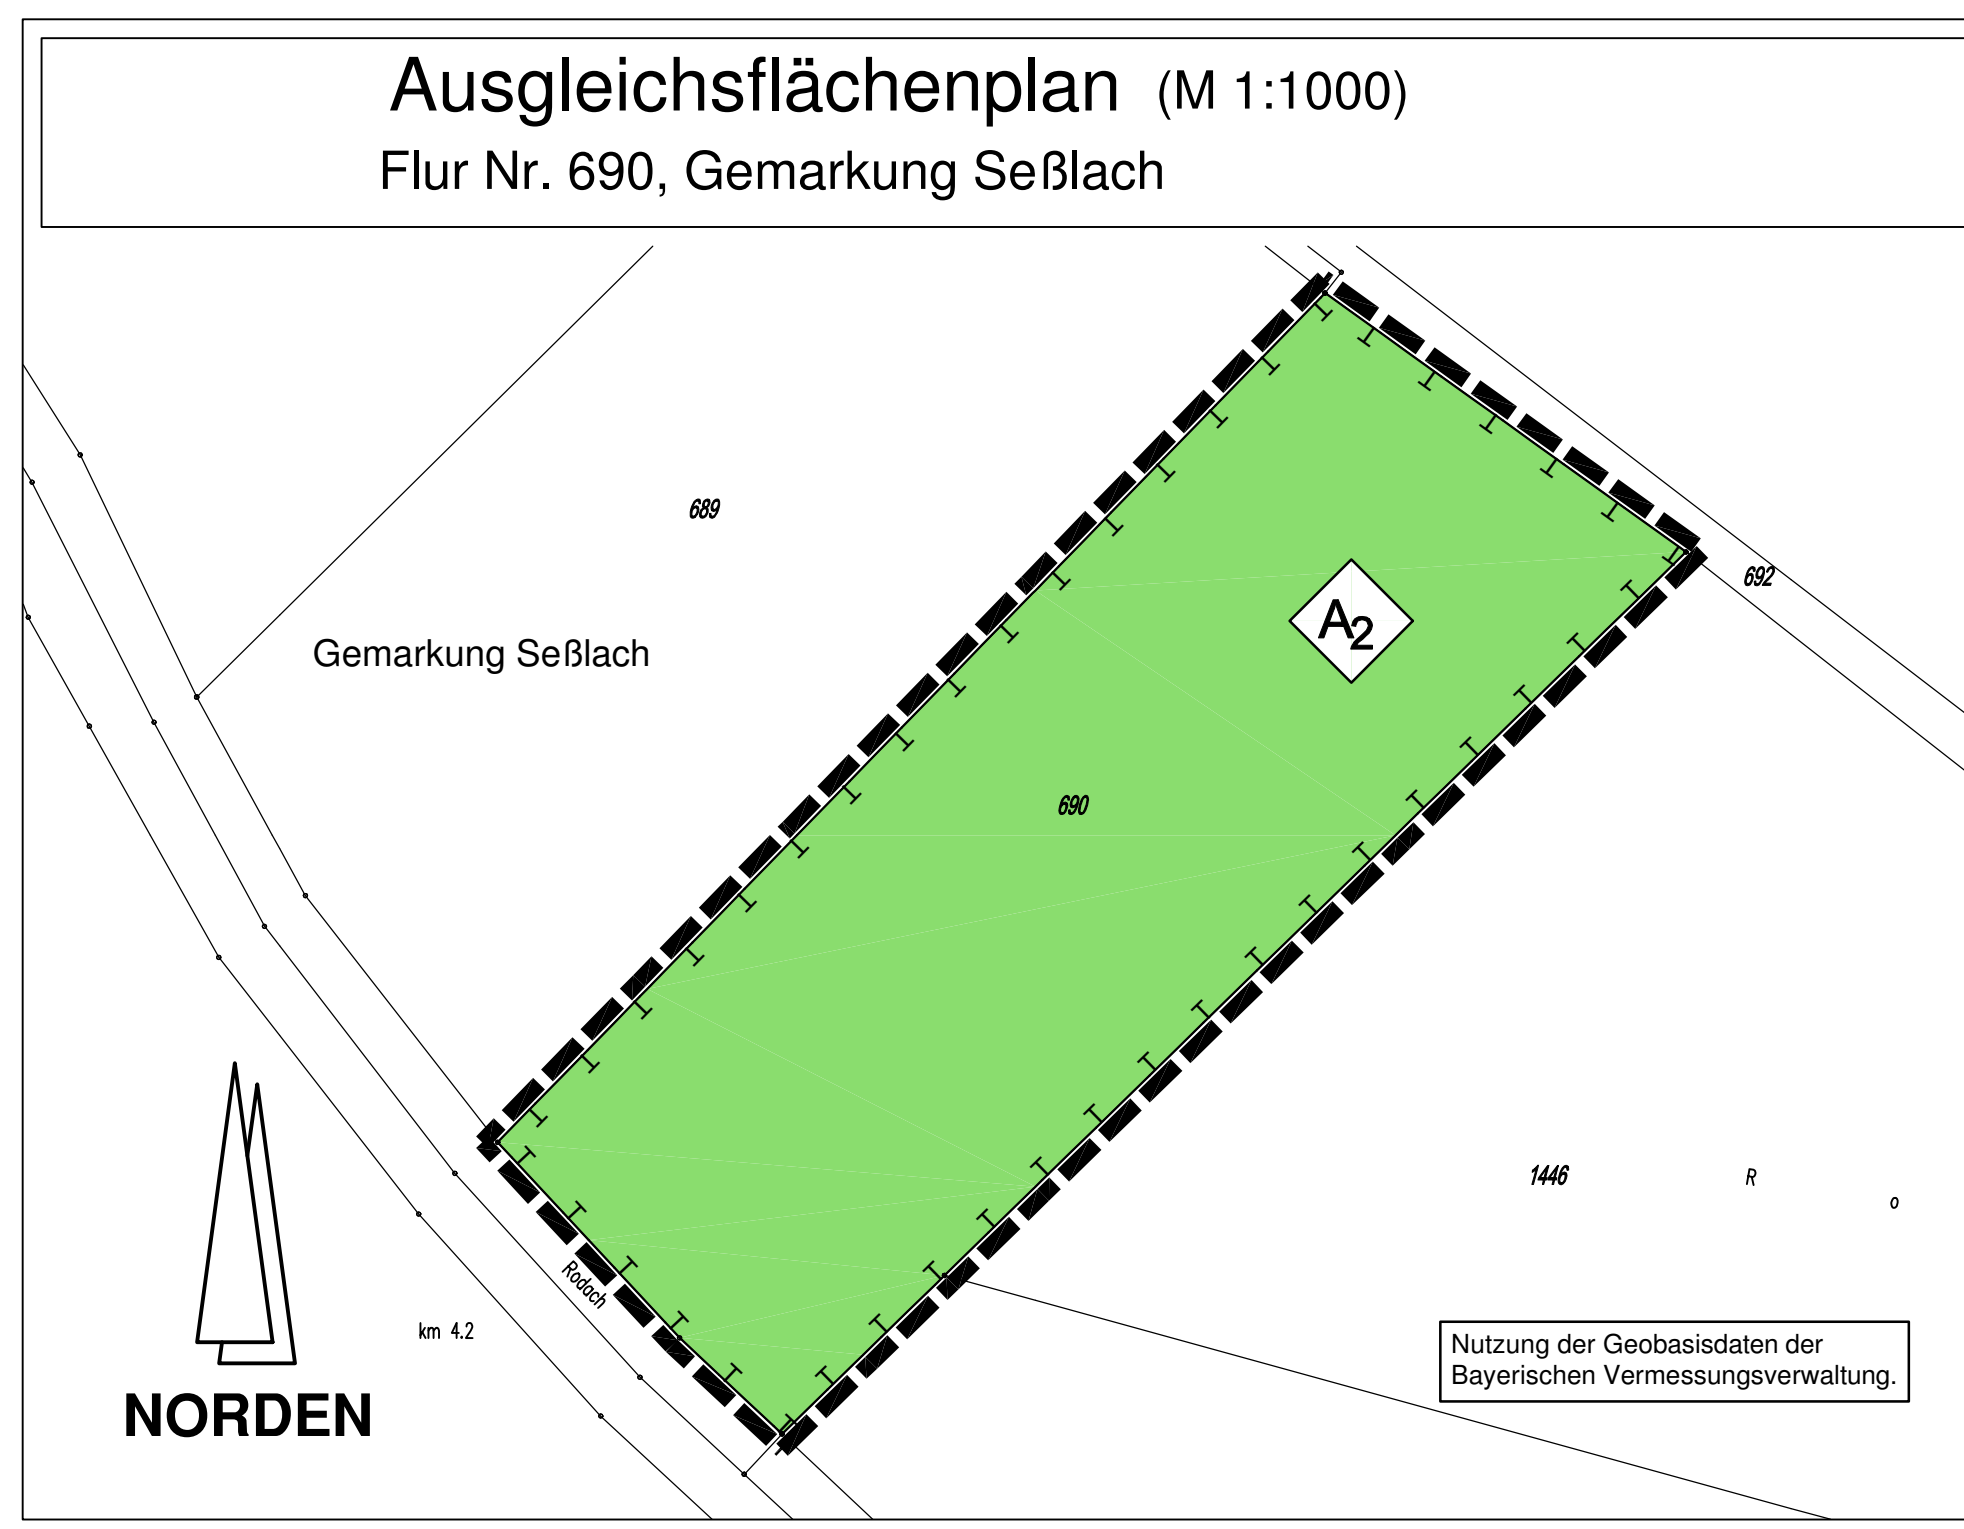 Ausgleichsflächenplan (M 1:1000)
Flur Nr. 690, Gemarkung Seßlach
689
692
A2
Gemarkung Seßlach
690
1446
R
o
Rodach
km 4.2
Nutzung der Geobasisdaten der
Bayerischen Vermessungsverwaltung.
NORDEN